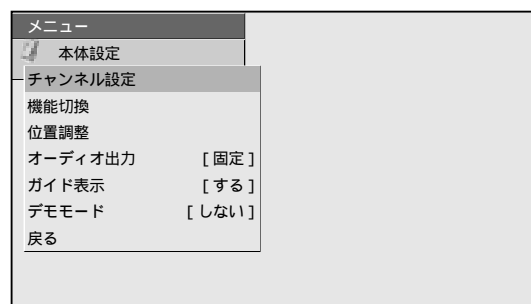 メニュー
本体設定
チャンネル設定
機能切換
位置調整
オーディオ出力 [ 固定 ]
ガイド表示 [ する ]
デモモード [ しない ]
戻る